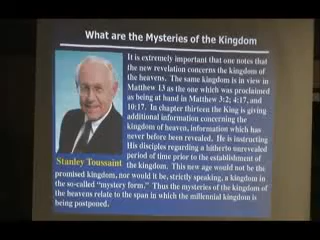 What are the Mysteries of the Kingdom
It is extremely important that one notes that
the new revelation concerns the kingdom of
the heavens. The same kingdom is in view in
Matthew 13 as the one which was proclaimed
as being at hand in Matthew 3:2; 4:17, and
10:17. In chapter thirteen the King is giving
additional information concerning the
kingdom of heaven, information which has
never before been revealed. He is instructing
His disciples regarding a hitherto unrevealed
period of time prior to the establishment of
the kingdom. This new age would not be the
promised kingdom, nor would it be, strictly speaking, a kingdom in
the so-called “mystery form.” Thus the mysteries of the kingdom of
the heavens relate to the span in which the millennial kingdom is
being postponed.
Stanley Toussaint